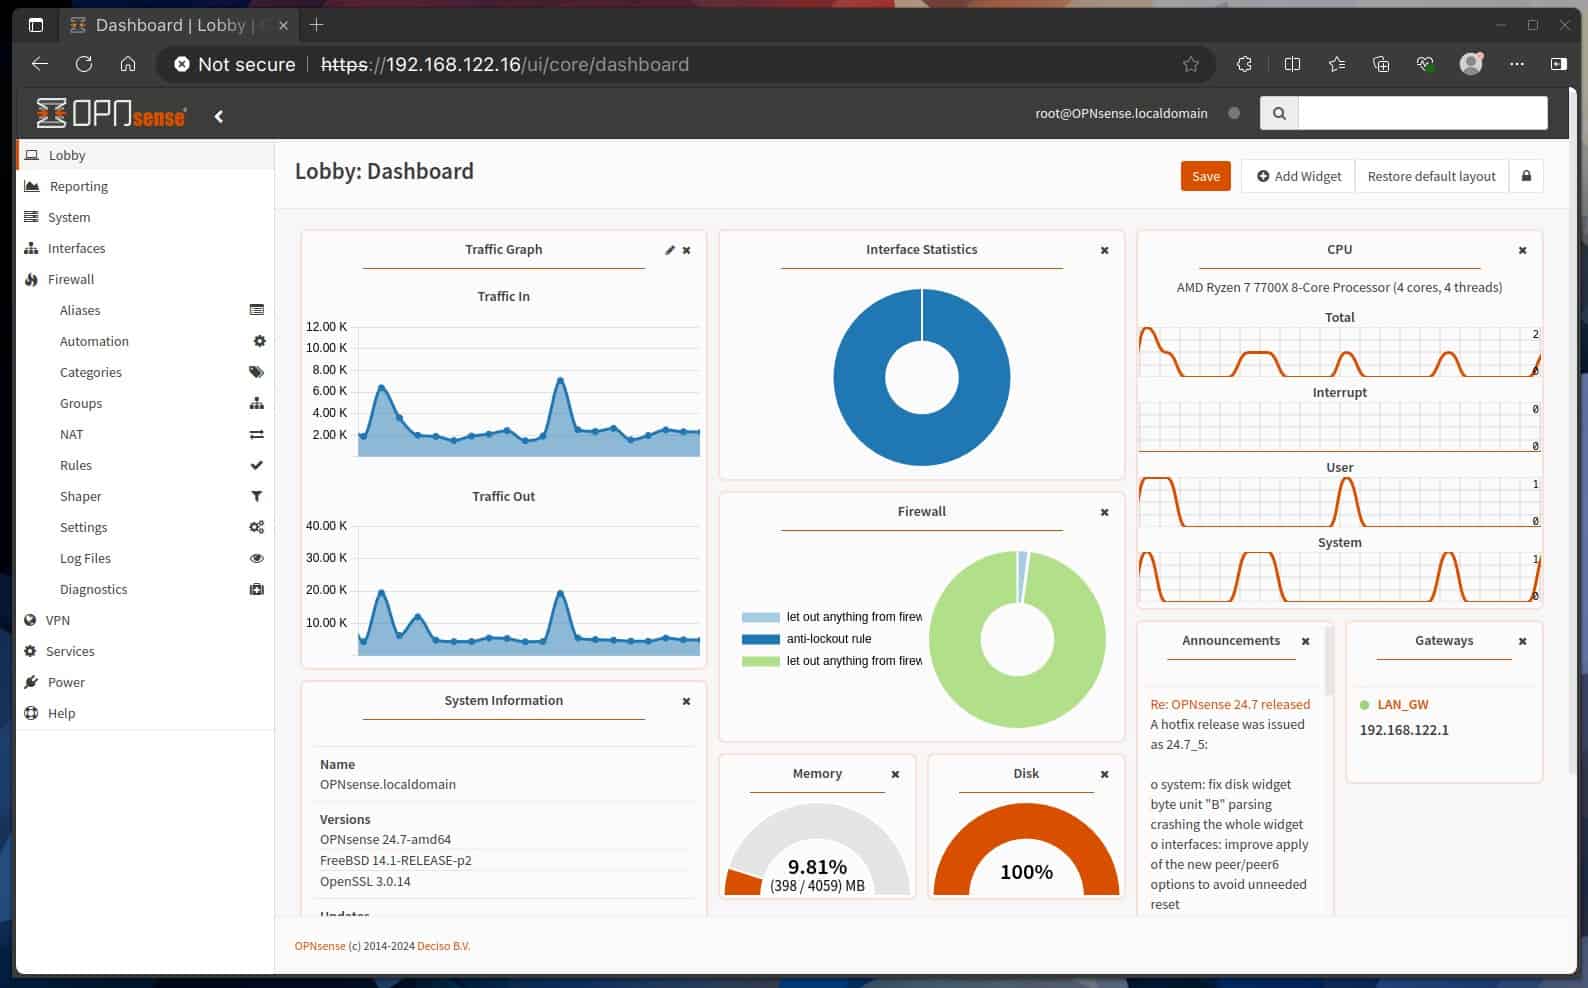 Dashboard | Lobby |
Not secure
https://192.168.122.16/ui/core/dashboard
OPNsense
root@OPNsense.localdomain
Lobby
Reporting
System
Interfaces
Firewall
Aliases
Automation
Categories
Groups
NAT
Rules
Shaper
Settings
Log Files
Diagnostics
VPN
Services
Power
Help
Lobby: Dashboard
Save
Add Widget
Restore default layout
Traffic Graph
Traffic In
12.00 K
10.00 K
8.00 K
6.00 K
4.00 K
2.00 K
Traffic Out
40.00 K
30.00 K
20.00 K
10.00 K
System Information
Name
OPNsense.localdomain
Versions
OPNsense 24.7-amd64
FreeBSD 14.1-RELEASE-p2
OpenSSL 3.0.14
Updates
Interface Statistics
Firewall
let out anything from firew
anti-lockout rule
let out anything from firew
Memory
9.81%
(398 / 4059) MB
Disk
100%
CPU
AMD Ryzen 7 7700X 8-Core Processor (4 cores, 4 threads)
Total
2
0
Interrupt
0
0
User
1
0
System
1
0
Announcements
Re: OPNsense 24.7 released
A hotfix release was issued
as 24.7_5:
o system: fix disk widget
byte unit "B" parsing
crashing the whole widget
o interfaces: improve apply
of the new peer/peer6
options to avoid unneeded
reset
Gateways
LAN_GW
192.168.122.1
OPNsense (c) 2014-2024 Deciso B.V.